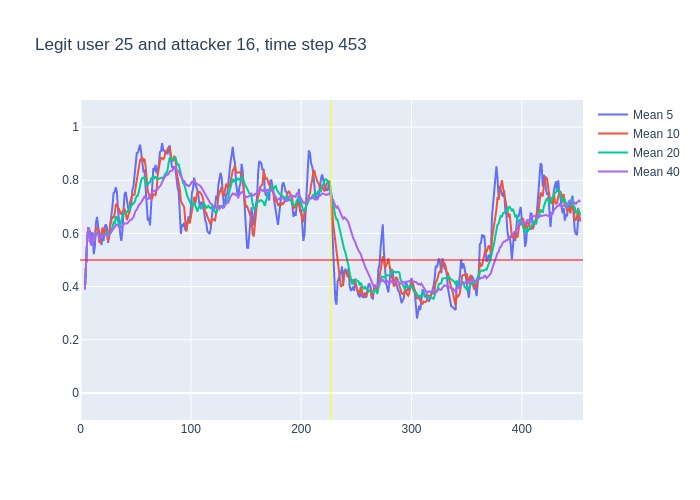 Legit user 25 and attacker 16, time step 453
Mean 5
Mean 10
Mean 20
Mean 40
1
0.8
0.6
0.4
0.2
0
0 100 200 300 400